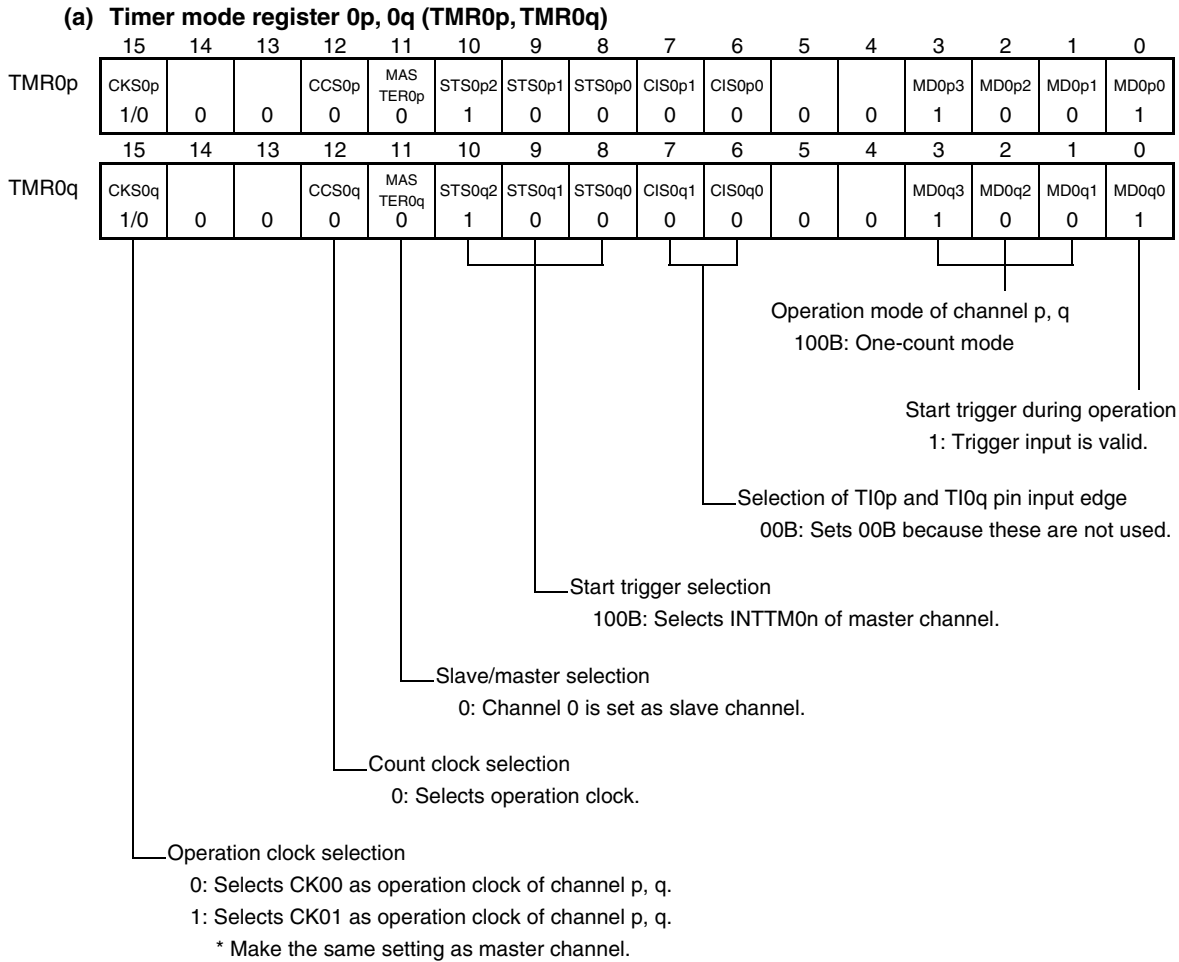 (a) Timer mode register 0p, 0q (TMR0p, TMR0q)
15 14 13 12 11 10 9 8 7 6 5 4 3 2 1 0
TMR0p CKS0p CCS0p MAS TER0p STS0p2 STS0p1 STS0p0 CIS0p1 CIS0p0 MD0p3 MD0p2 MD0p1 MD0p0
1/0 0 0 0 0 1 0 0 0 0 0 0 1 0 0 1
15 14 13 12 11 10 9 8 7 6 5 4 3 2 1 0
TMR0q CKS0q CCS0q MAS TER0q STS0q2 STS0q1 STS0q0 CIS0q1 CIS0q0 MD0q3 MD0q2 MD0q1 MD0q0
1/0 0 0 0 0 1 0 0 0 0 0 0 1 0 0 1
Operation mode of channel p, q
100B: One-count mode
Start trigger during operation
1: Trigger input is valid.
Selection of TI0p and TI0q pin input edge
00B: Sets 00B because these are not used.
Start trigger selection
100B: Selects INTTM0n of master channel.
Slave/master selection
0: Channel 0 is set as slave channel.
Count clock selection
0: Selects operation clock.
Operation clock selection
0: Selects CK00 as operation clock of channel p, q.
1: Selects CK01 as operation clock of channel p, q.
* Make the same setting as master channel.